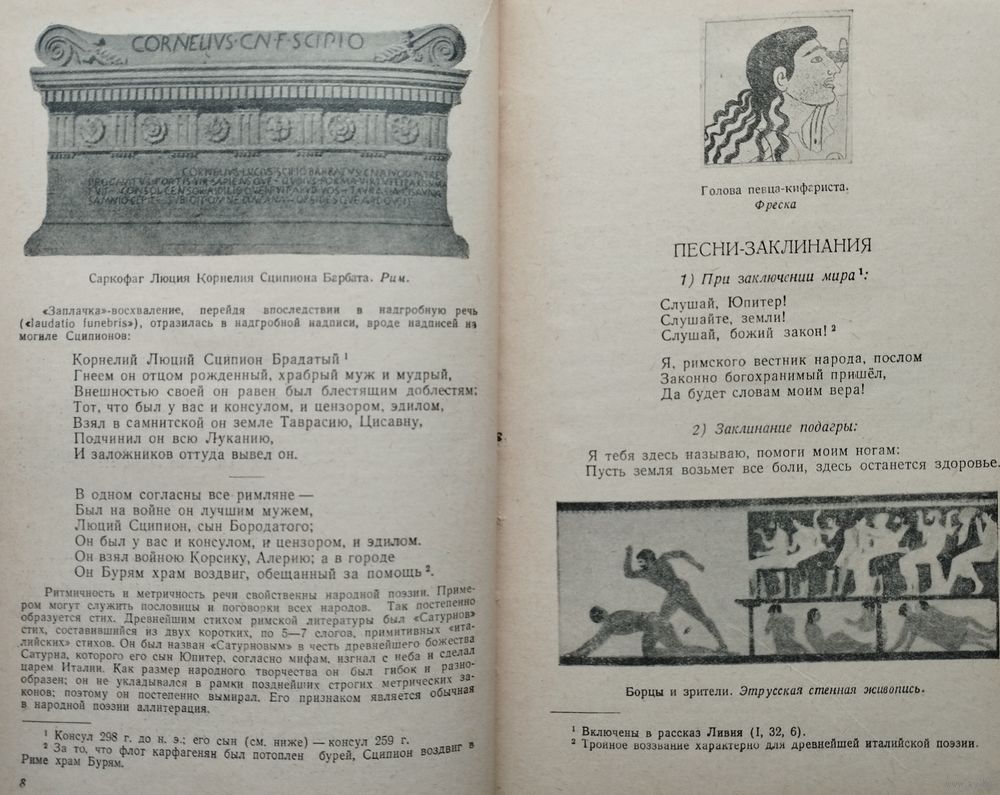 CORNELIVS·CN·F·SCIPIO
Саркофаг Люция Корнелия Сципиона Барбата. Рим.
«Заплачка»-восхваление, перейдя впоследствии в надгробную речь
(«laudatio funebris»), отразилась в надгробной надписи, вроде надписей на
могиле Сципионов:
Корнелий Люций Сципион Брадатый ¹
Гнеем он отцом рожденный, храбрый муж и мудрый,
Внешностью своей он равен был блестящим доблестям;
Тот, что был у вас и консулом, и цензором, эдилом,
Взял в самнитской он земле Таврасию, Цисавну,
Подчинил он всю Луканию,
И заложников оттуда вывел он.
В одном согласны все римляне —
Был на войне он лучшим мужем,
Люций Сципион, сын Бородатого;
Он был у вас и консулом, и цензором, и эдилом.
Он взял войною Корсику, Алерию; а в городе
Он Бурям храм воздвиг, обещанный за помощь ².
Ритмичность и метричность речи свойственны народной поэзии. Приме-
ром могут служить пословицы и поговорки всех народов. Так постепенно
образуется стих. Древнейшим стихом римской литературы был «Сатурнов»
стих, составившийся из двух коротких, по 5—7 слогов, примитивных «ита-
лийских» стихов. Он был назван «Сатурновым» в честь древнейшего божества
Сатурна, которого его сын Юпитер, согласно мифам, изгнал с неба и сделал
царем Италии. Как размер народного творчества он был гибок и разно-
образен; он не укладывался в рамки позднейших строгих метрических за-
конов; поэтому он постепенно вымирал. Его признаком является обычная
в народной поэзии аллитерация.
¹ Консул 298 г. до н. э.; его сын (см. ниже) — консул 259 г.
² За то, что флот карфагенян был потоплен бурей, Сципион воздвиг в
Риме храм Бурям.
8
Голова певца-кифариста.
Фреска
ПЕСНИ-ЗАКЛИНАНИЯ
1) При заключении мира ¹:
Слушай, Юпитер!
Слушайте, земли!
Слушай, божий закон! ²
Я, римского вестник народа, послом
Законно богохранимый пришёл,
Да будет словам моим вера!
2) Заклинание подагры:
Я тебя здесь называю, помоги моим ногам:
Пусть земля возьмет все боли, здесь останется здоровье.
Борцы и зрители. Этрусская стенная живопись.
¹ Включены в рассказ Ливия (I, 32, 6).
² Тройное воззвание характерно для древнейшей италийской поэзии.